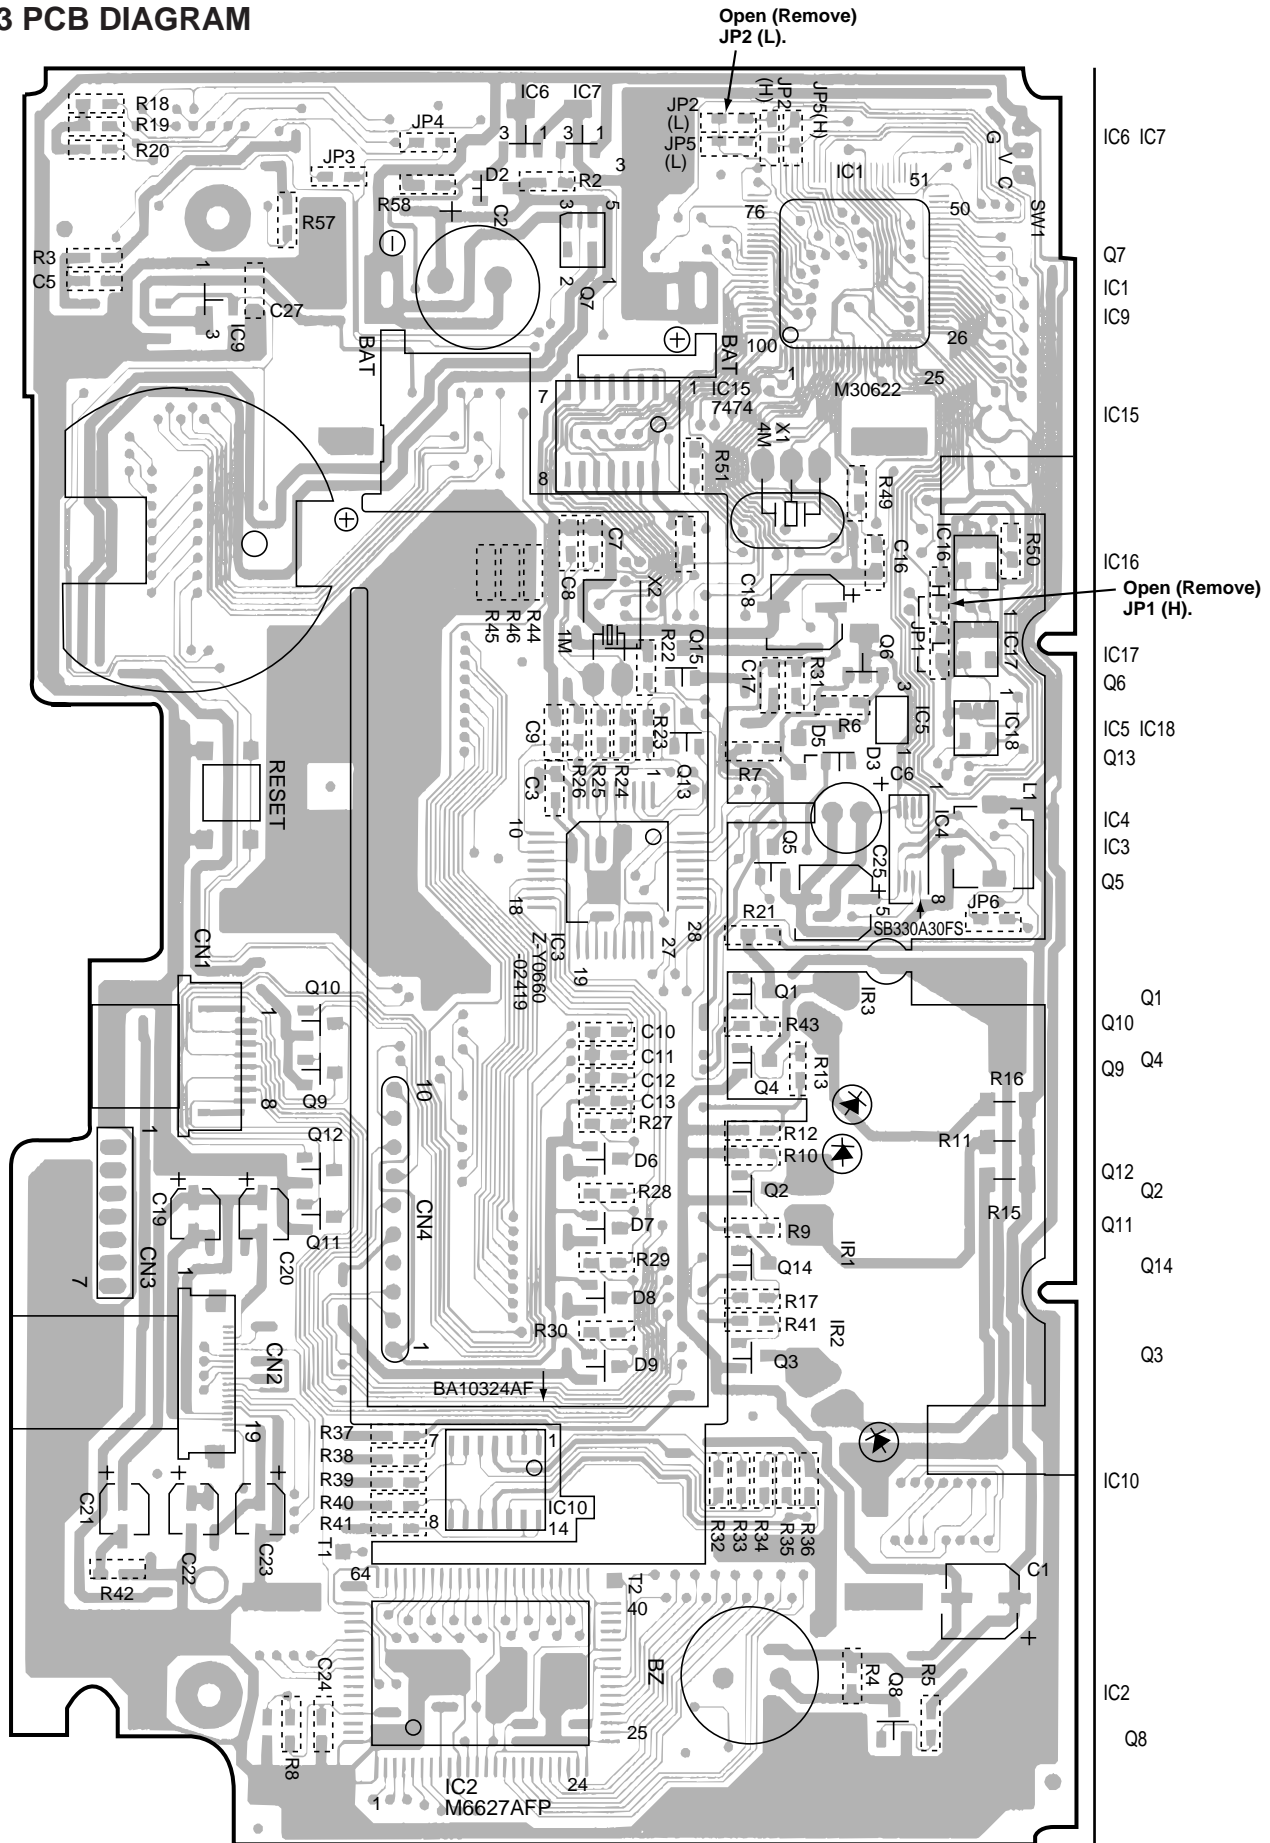 3 PCB DIAGRAM
Open (Remove)
JP2 (L).
R18
R19
R20
IC6
IC7
JP4
3 1
3 1
JP3
JP2
(L)
JP5
(L)
JP2
(H)
JP5(H)
G V C
IC6 IC7
IC1
51
D2
R2
3
R58
C2
R57
3
5
76
50
SW1
R3
C5
1
3
IC9
C27
2
1
Q7
Q7
IC1
IC9
BAT
BAT
100
26
1
25
M30622
7
1
IC15
7474
8
IC15
X1
4M
R51
R49
C7
C8
X2
C18
C16
IC16
R50
IC16
R45
R46
R44
1M
R22
Q15
Open (Remove)
JP1 (H).
JP1
1
IC17
C17
R31
Q6
3
IC17
Q6
C9
R26
R25
R24
R23
R6
IC5
1
1
IC18
IC5 IC18
Q13
RESET
C3
1
Q13
R7
D5
D3
C6
1
IC4
L1
10
Q5
C25
IC4
IC3
Q5
18
28
27
R21
5
8
JP6
SB330A30FS
CN1
IC3
Z-Y0660
-02419
19
Q10
1
8
Q9
Q1
IR3
Q1
Q10
Q4
Q9
C10
C11
C12
C13
R27
R43
Q4
R13
R16
R11
R15
10
1
Q12
R12
R10
D6
Q12
Q2
C19
C20
CN3
7
Q11
CN4
R28
Q2
D7
R9
Q11
R29
Q14
IR1
Q14
1
CN2
19
D8
R17
R30
R41
IR2
1
D9
Q3
Q3
BA10324AF
R37
R38
R39
R40
R41
7
1
8
14
IC10
IC10
C21
C22
C23
T1
R32
R33
R34
R35
R36
R42
64
T2
40
C1
BZ
C24
R4
Q8
R5
IC2
R8
25
Q8
1
IC2
24
M6627AFP